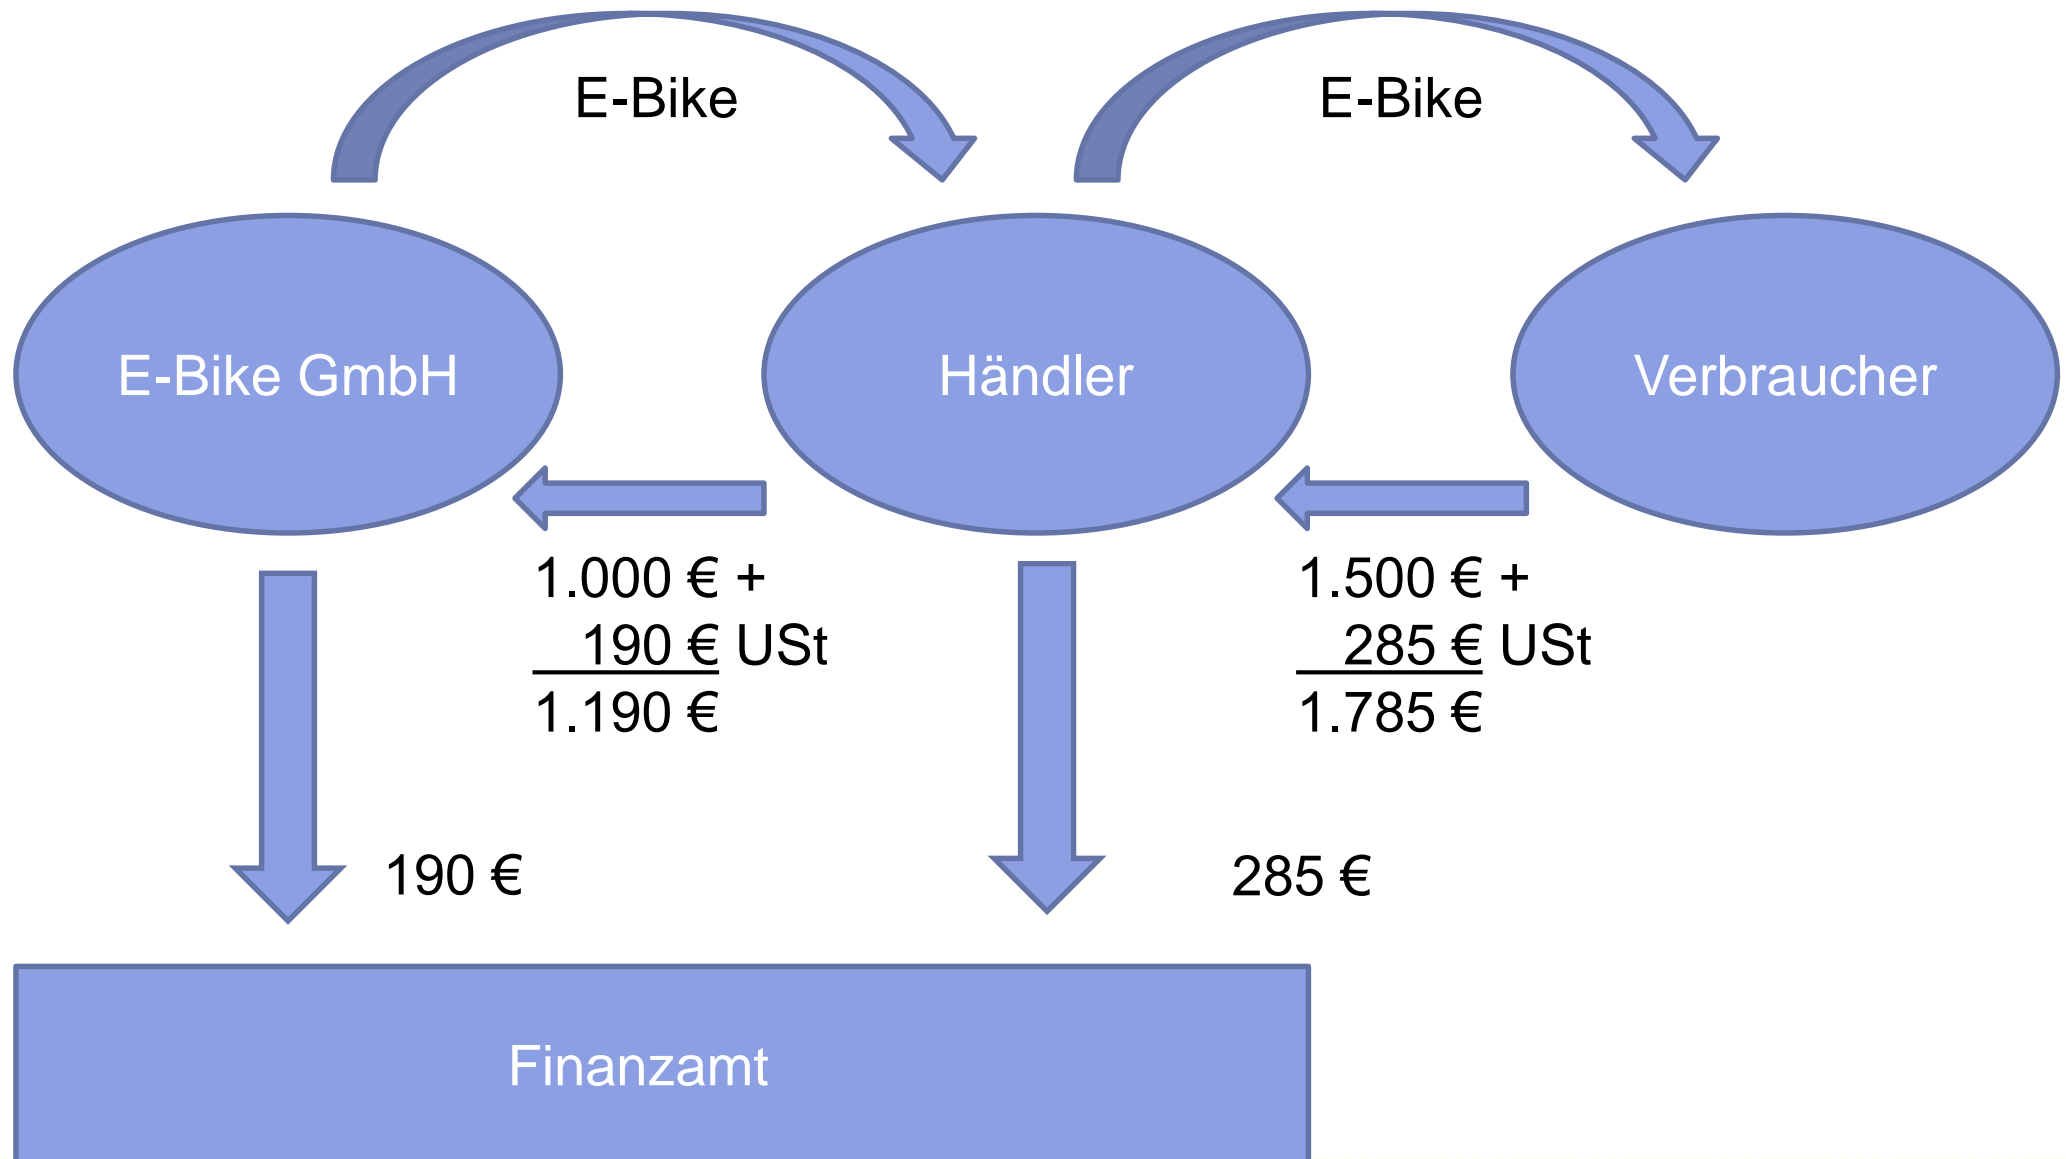 E-Bike
E-Bike
E-Bike GmbH
Händler
Verbraucher
1.000 € +
190 € USt
1.190 €
1.500 € +
285 € USt
1.785 €
190 €
285 €
Finanzamt